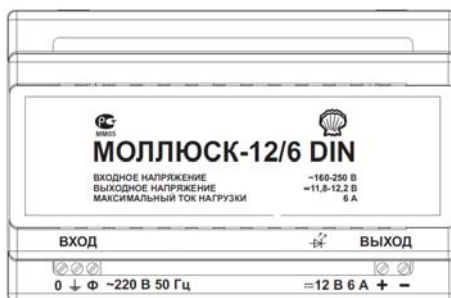 ММ05
МОЛЛЮСК-12/6 DIN
ВХОДНОЕ НАПРЯЖЕНИЕ ~160-250 В
ВЫХОДНОЕ НАПРЯЖЕНИЕ =11,8-12,2 В
МАКСИМАЛЬНЫЙ ТОК НАГРУЗКИ 6 А
ВХОД ВЫХОД
0 ⏚ Ф ~220 В 50 Гц =12 В 6 А + −